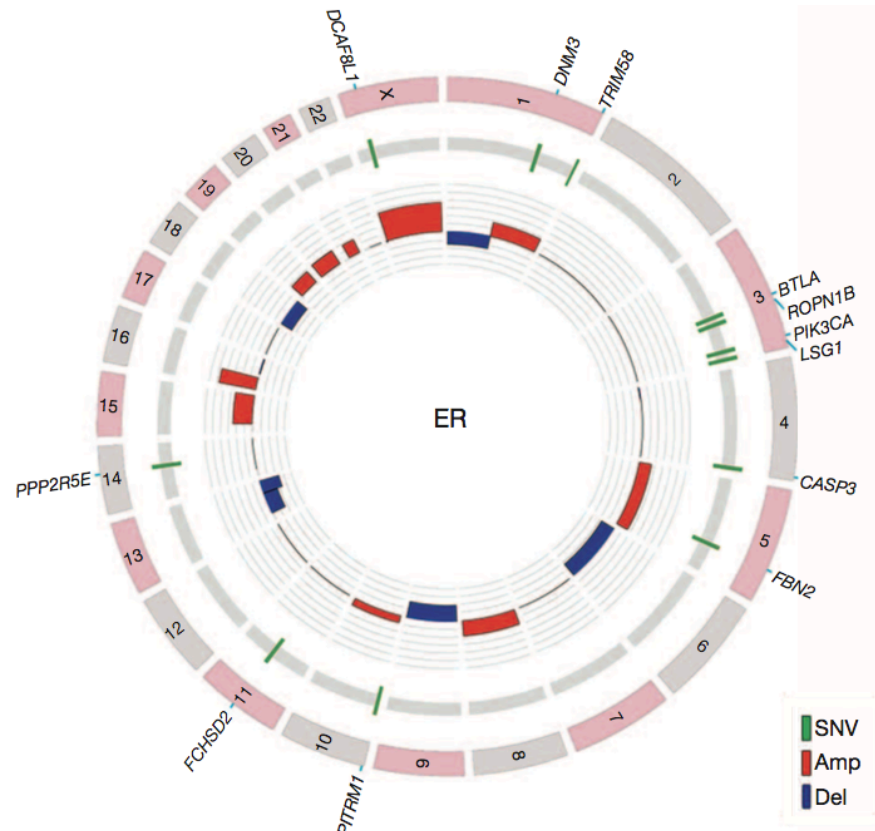 DCAF8L1
DNM3
TRIM58
X
1
2
3
4
5
6
7
8
9
10
11
12
13
14
15
16
17
18
19
20
21
22
BTLA
ROPN1B
PIK3CA
LSG1
CASP3
FBN2
PITRM1
FCHSD2
PPP2R5E
ER
SNV
Amp
Del